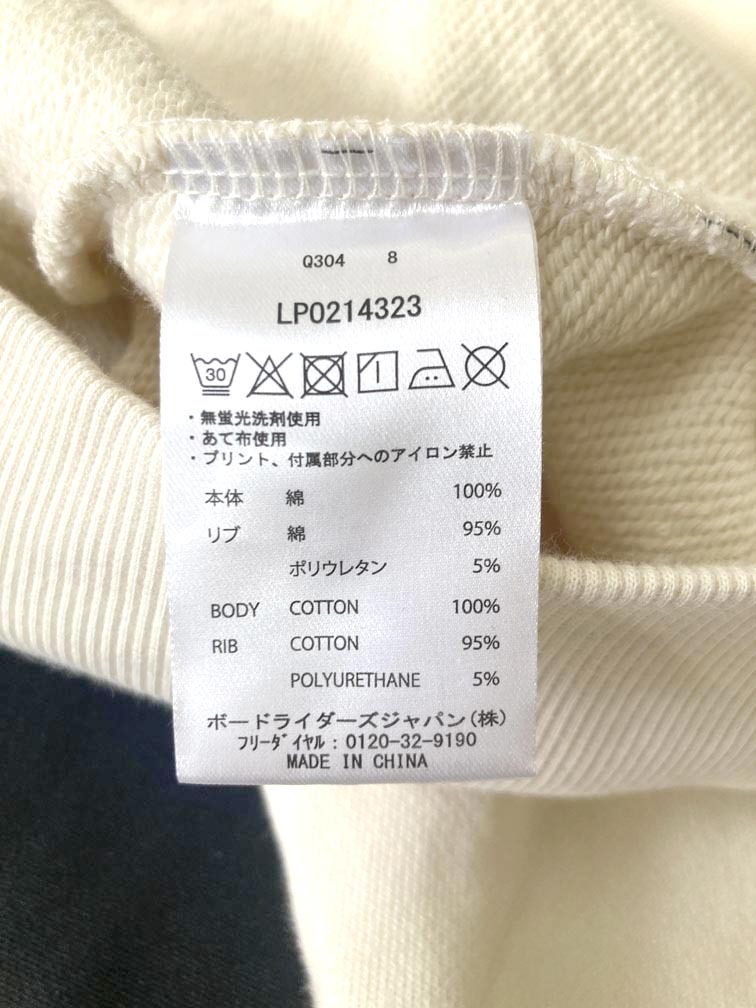 Q304 8
LP0214323
30
・無蛍光洗剤使用
・あて布使用
・プリント、付属部分へのアイロン禁止
本体 綿 100%
リブ 綿 95%
ポリウレタン 5%
BODY COTTON 100%
RIB COTTON 95%
POLYURETHANE 5%
ボードライダーズジャパン(株)
フリーダイヤル:0120-32-9190
MADE IN CHINA